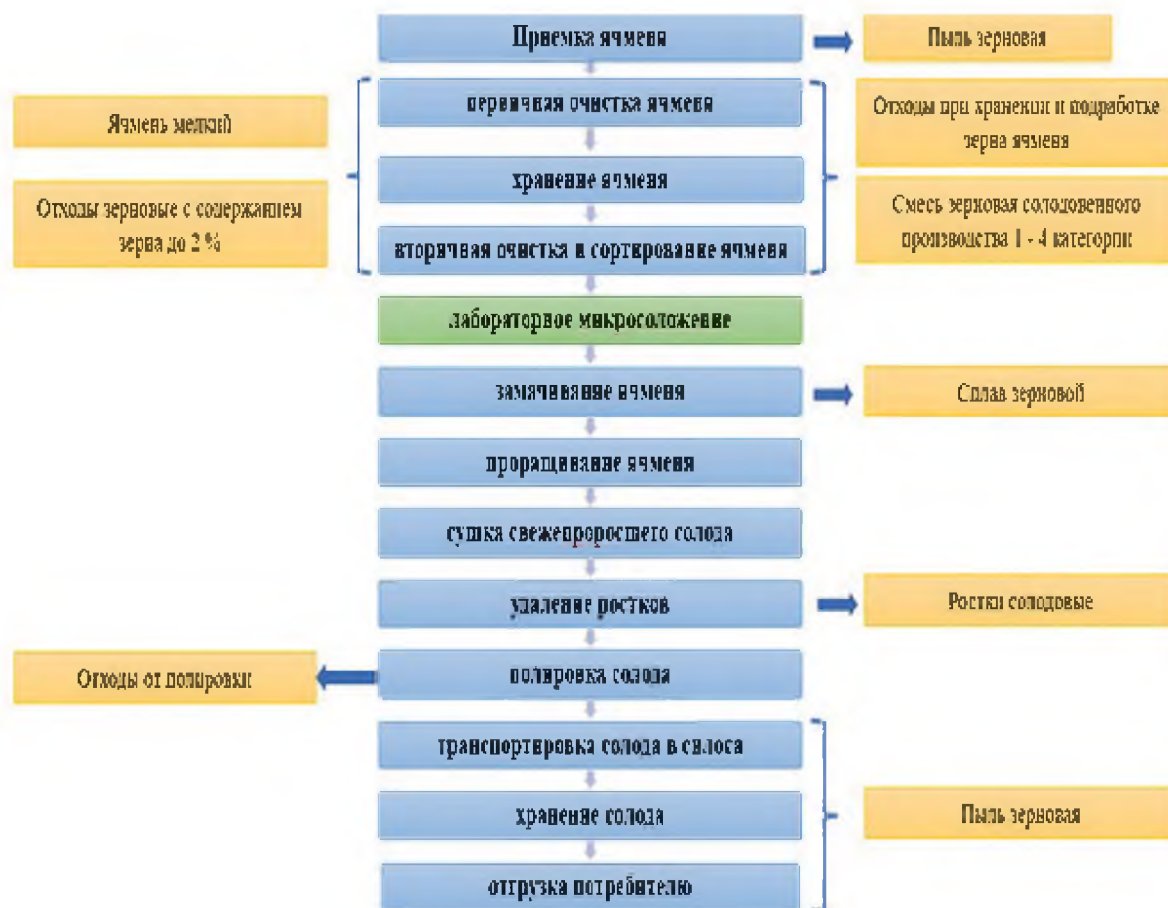 Приемка ячменя
Пыль зерновая
первичная очистка ячменя
Ячмень мелкий
Отходы при хранении и подработке
зерна ячменя
хранение ячменя
Отходы зерновые с содержанием
зерна до 2 %
Смесь зерновая солодовенного
производства 1 - 4 категории
вторичная очистка и сортирование ячменя
лабораторное микросоложение
замачивание ячменя
Сплав зерновой
проращивание ячменя
сушка свежепроросшего солода
удаление ростков
Ростки солодовые
Отходы от полировки
полировка солода
транспортировка солода в силоса
хранение солода
Пыль зерновая
отгрузка потребителю